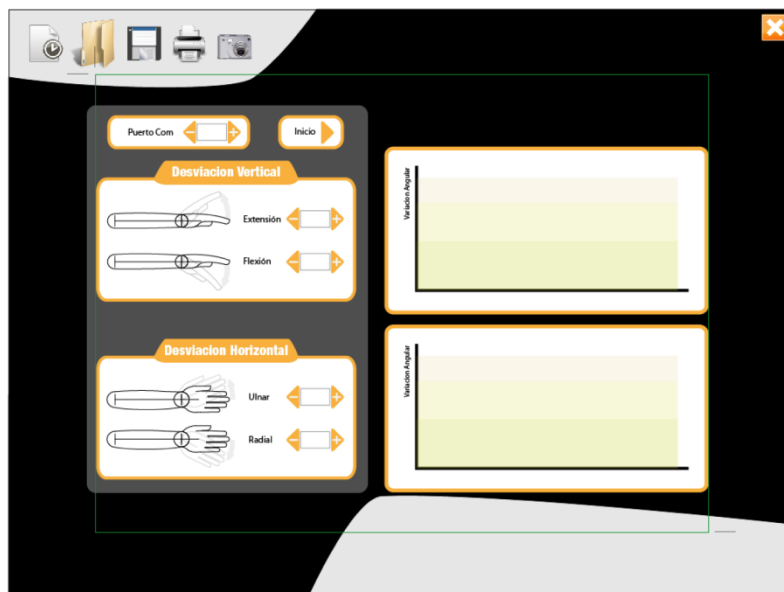 Puerto Com
Inicio
Desviacion Vertical
Extensión
Flexión
Variacion Angular
Desviacion Horizontal
Ulnar
Radial
Variacion Angular